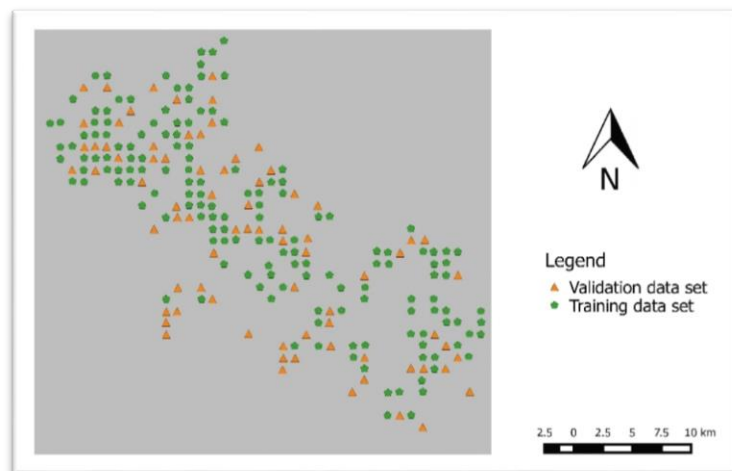 N
Legend
Validation data set
Training data set
2.5 0 2.5 5 7.5 10 km